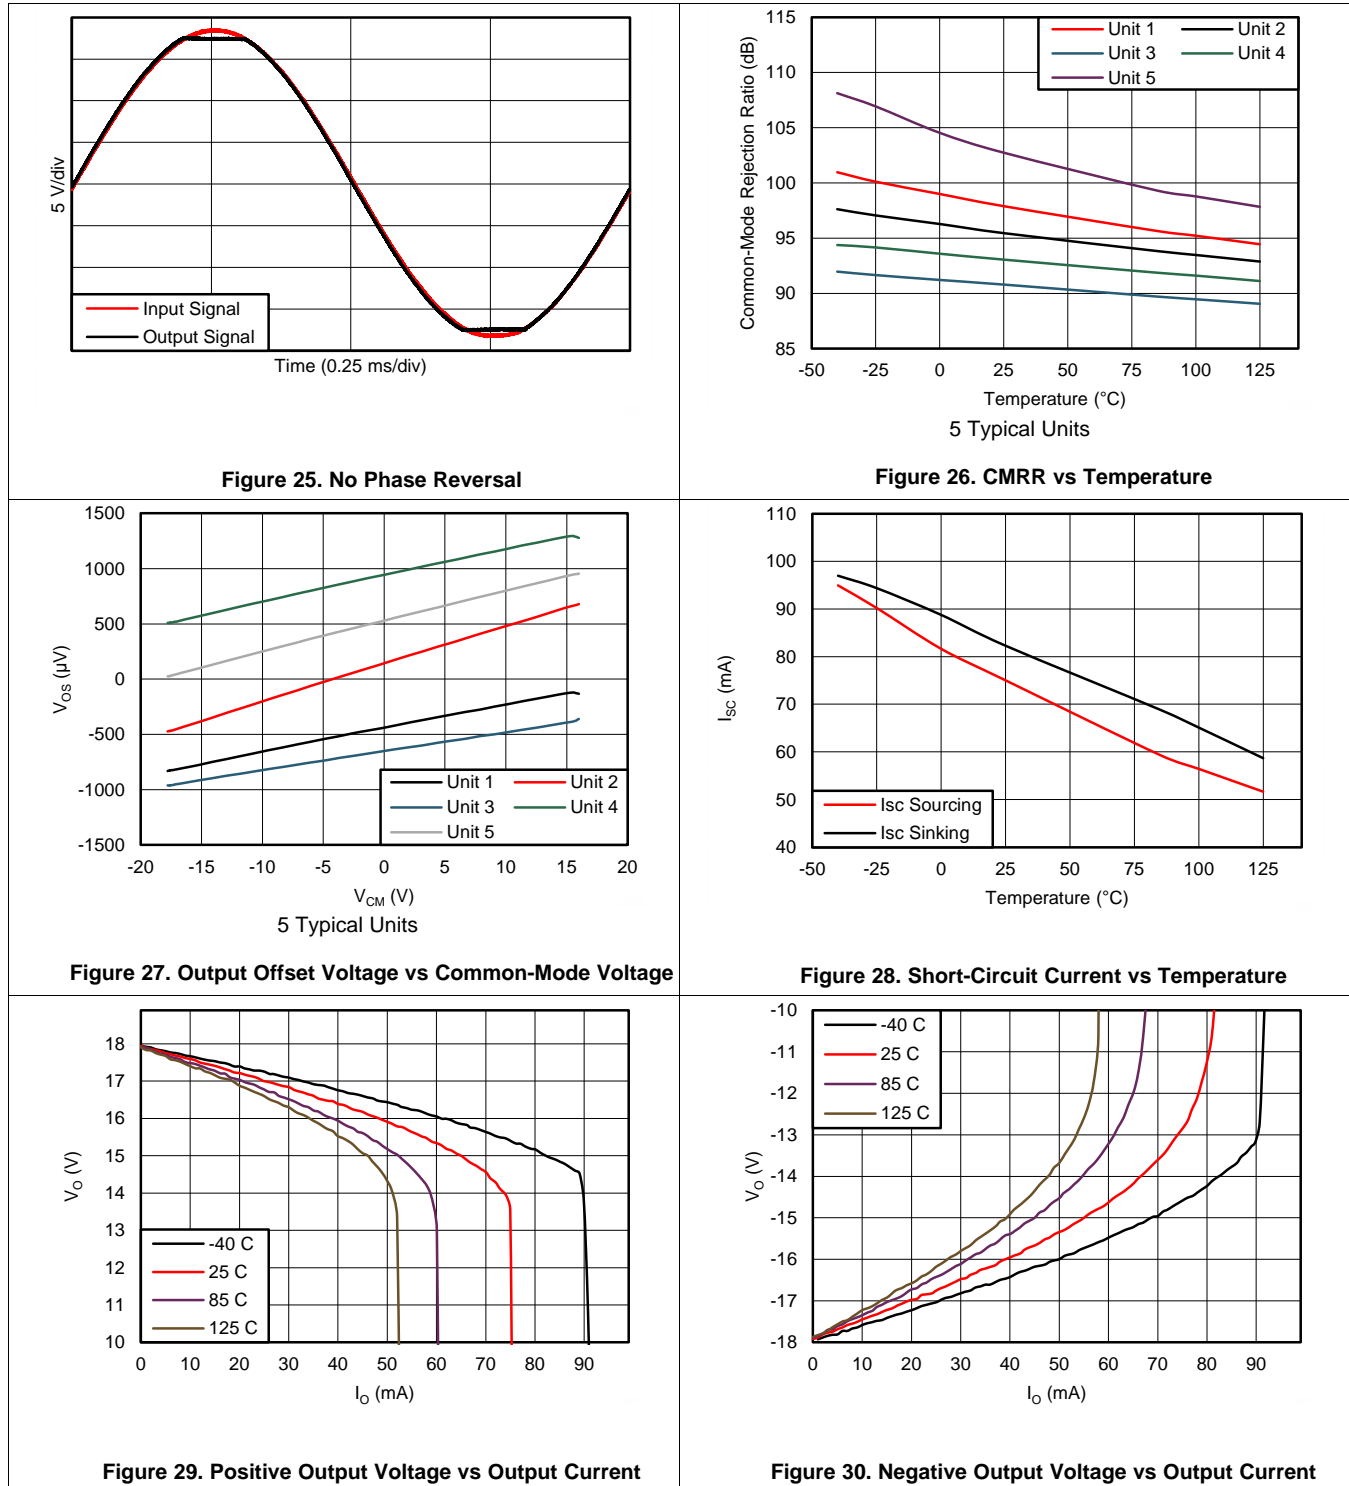 5 V/div
Input Signal
Output Signal
Time (0.25 ms/div)
Figure 25. No Phase Reversal
Common-Mode Rejection Ratio (dB)
115
110
105
100
95
90
85
-50 -25 0 25 50 75 100 125
Unit 1 Unit 2
Unit 3 Unit 4
Unit 5
Temperature (°C)
5 Typical Units
Figure 26. CMRR vs Temperature
VOS (µV)
1500
1000
500
0
-500
-1000
-1500
-20 -15 -10 -5 0 5 10 15 20
Unit 1 Unit 2
Unit 3 Unit 4
Unit 5
VCM (V)
5 Typical Units
Figure 27. Output Offset Voltage vs Common-Mode Voltage
ISC (mA)
110
100
90
80
70
60
50
40
-50 -25 0 25 50 75 100 125
Isc Sourcing
Isc Sinking
Temperature (°C)
Figure 28. Short-Circuit Current vs Temperature
VO (V)
18
17
16
15
14
13
12
11
10
0 10 20 30 40 50 60 70 80 90
-40 C
25 C
85 C
125 C
IO (mA)
Figure 29. Positive Output Voltage vs Output Current
VO (V)
-10
-11
-12
-13
-14
-15
-16
-17
-18
0 10 20 30 40 50 60 70 80 90
-40 C
25 C
85 C
125 C
IO (mA)
Figure 30. Negative Output Voltage vs Output Current